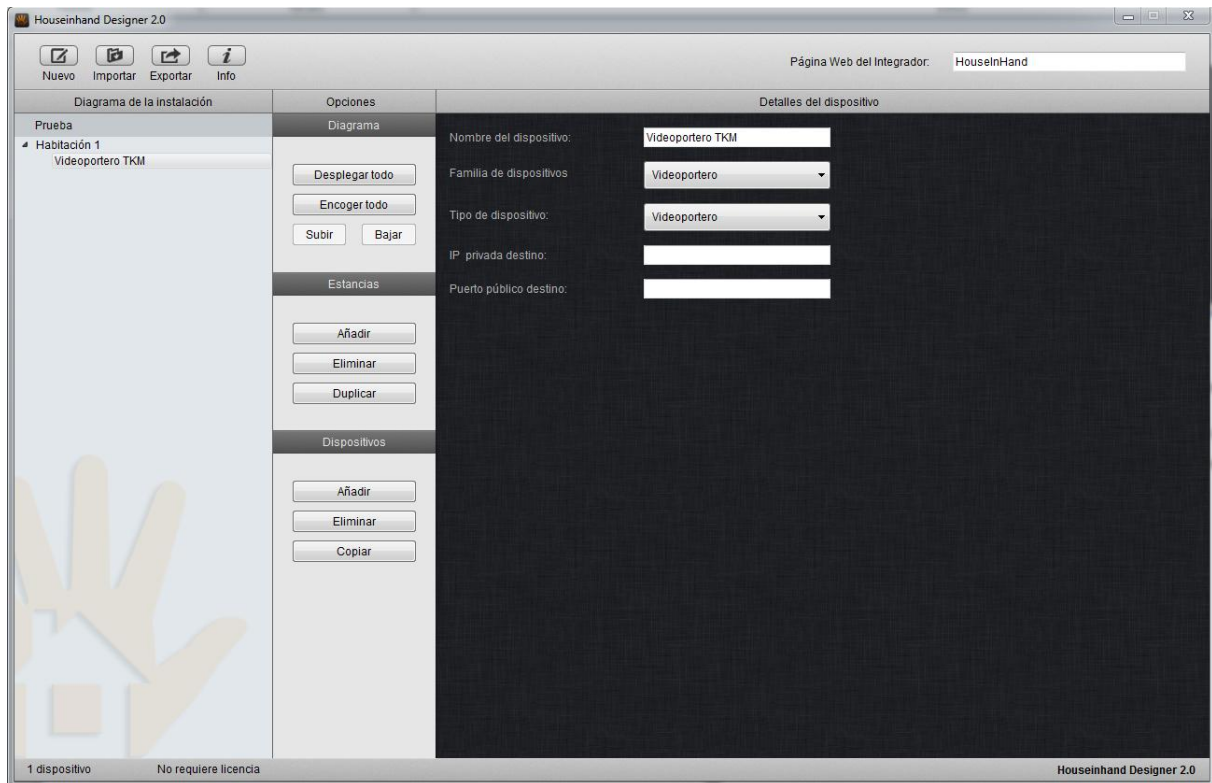 Houseinhand Designer 2.0
Nuevo Importar Exportar Info
Página Web del Integrador: HouseInHand
Diagrama de la instalación
Opciones
Detalles del dispositivo
Prueba
Habitación 1
Videoportero TKM
Diagrama
Desplegar todo
Encoger todo
Subir Bajar
Estancias
Añadir
Eliminar
Duplicar
Dispositivos
Añadir
Eliminar
Copiar
Nombre del dispositivo: Videoportero TKM
Familia de dispositivos Videoportero
Tipo de dispositivo: Videoportero
IP privada destino:
Puerto público destino:
1 dispositivo No requiere licencia
Houseinhand Designer 2.0